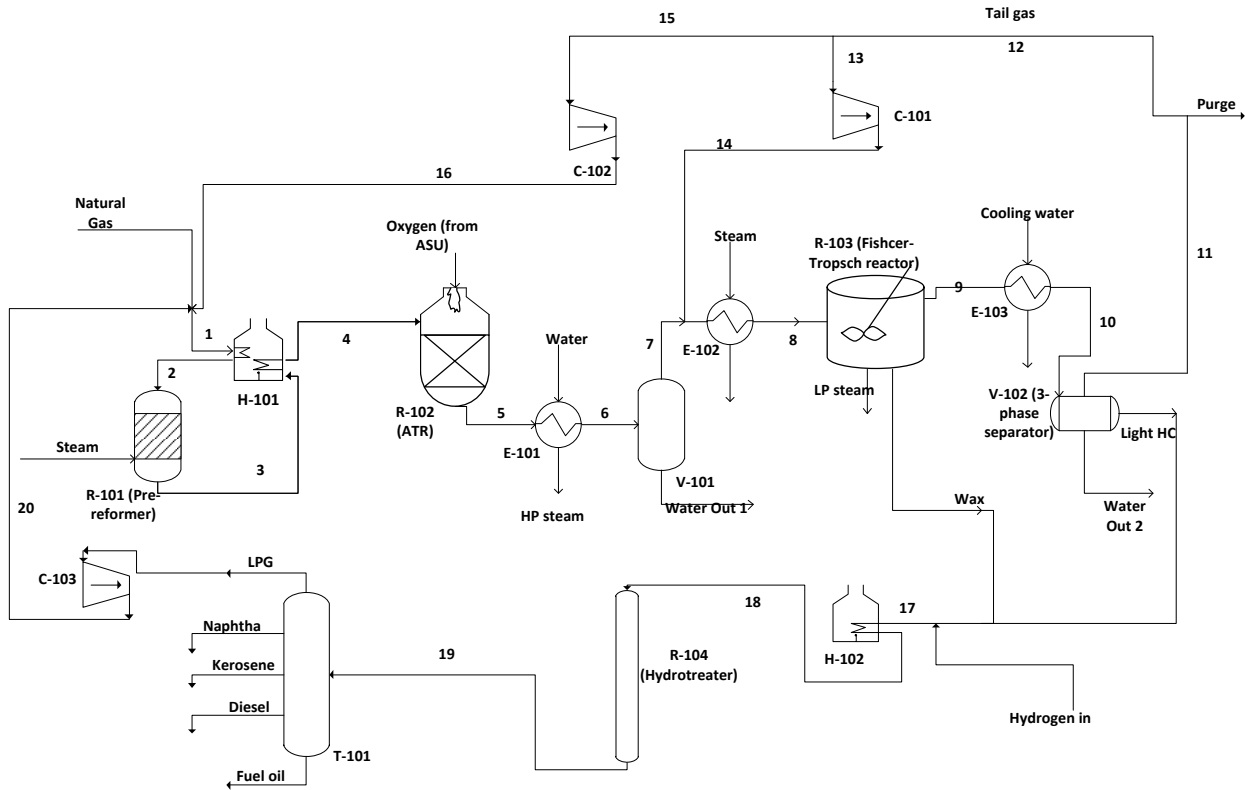 15
Tail gas
12
13
Purge
C-101
14
C-102
16
Natural
Gas
Oxygen (from
ASU)
Steam
Cooling water
R-103 (Fishcer-
Tropsch reactor)
11
9
E-103
10
1
4
7
E-102
8
2
Water
H-101
R-102
(ATR)
5
6
E-101
LP steam
V-102 (3-
phase
separator)
Light HC
Steam
3
R-101 (Pre-
reformer)
V-101
20
HP steam
Water Out 1
Wax
Water
Out 2
LPG
C-103
18
17
Naphtha
H-102
19
R-104
(Hydrotreater)
Kerosene
Diesel
Hydrogen in
T-101
Fuel oil